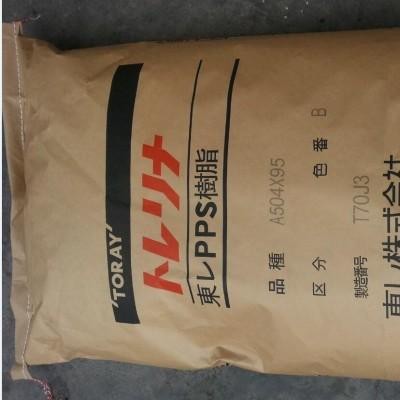 'TORAY'
トレリナ
東レPPS樹脂
品種 A504X95
区分 色番 B
製造番号 T70J3
東レ株式会社